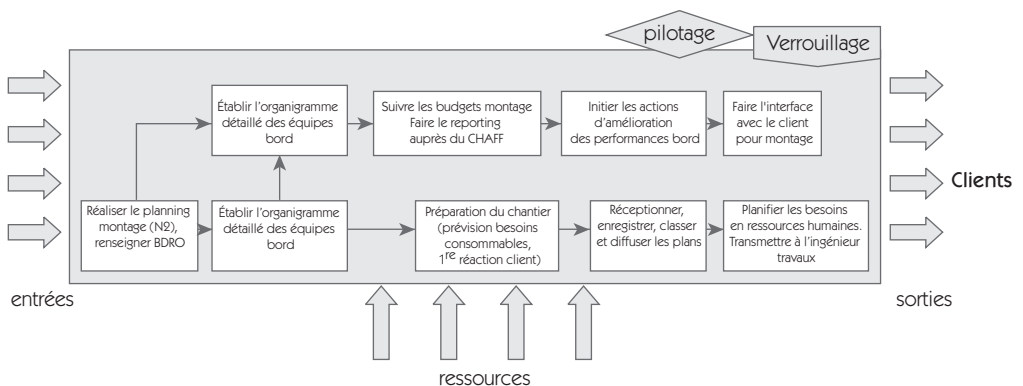 pilotage
Verrouillage
Établir l'organigramme
détaillé des équipes
bord
Suivre les budgets montage
Faire le reporting
auprès du CHAFF
Initier les actions
d'amélioration
des performances bord
Faire l'interface
avec le client
pour montage
Clients
Réaliser le planning
montage (N2),
renseigner BDRO
Établir l'organigramme
détaillé des équipes
bord
Préparation du chantier
(prévision besoins
consommables,
1re réaction client)
Réceptionner,
enregistrer, classer
et diffuser les plans
Planifier les besoins
en ressources humaines.
Transmettre à l'ingénieur
travaux
entrées
sorties
ressources